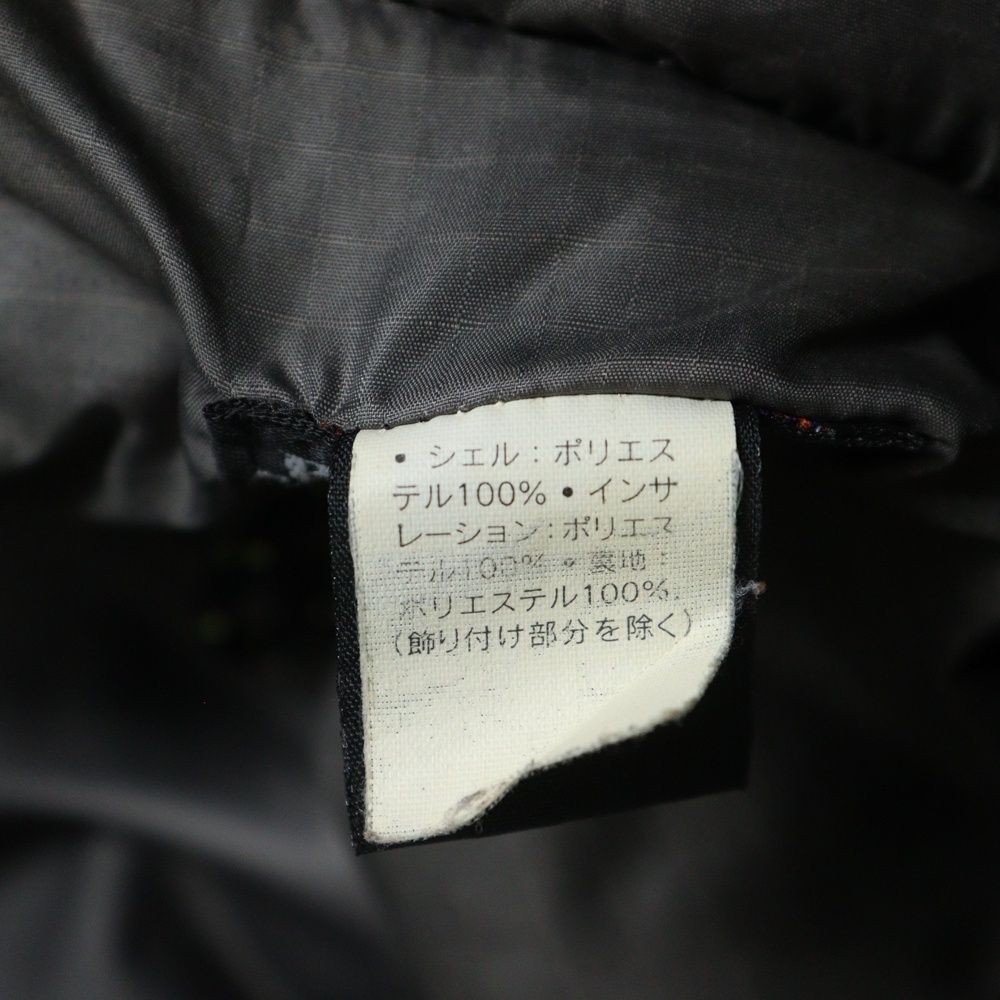 • シェル：ポリエス
テル100% • インサ
レーション：ポリエス
テル100% • 裏地：
ポリエステル100%.
（飾り付け部分を除く）